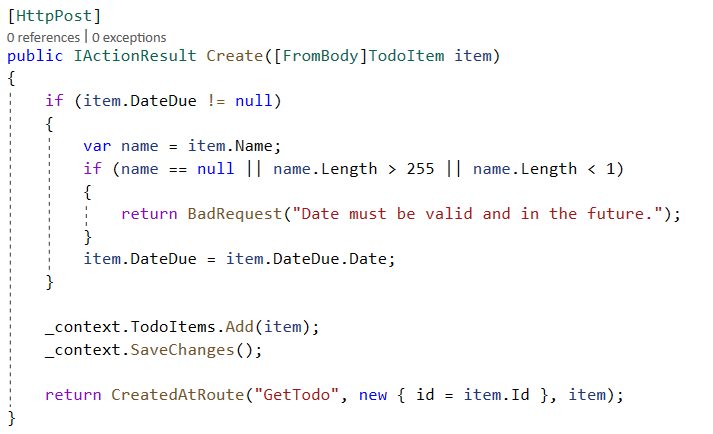 [HttpPost]
0 references | 0 exceptions
public IActionResult Create([FromBody]TodoItem item)
{
    if (item.DateDue != null)
    {
        var name = item.Name;
        if (name == null || name.Length > 255 || name.Length < 1)
        {
            return BadRequest("Date must be valid and in the future.");
        }
        item.DateDue = item.DateDue.Date;
    }

    _context.TodoItems.Add(item);
    _context.SaveChanges();

    return CreatedAtRoute("GetTodo", new { id = item.Id }, item);
}